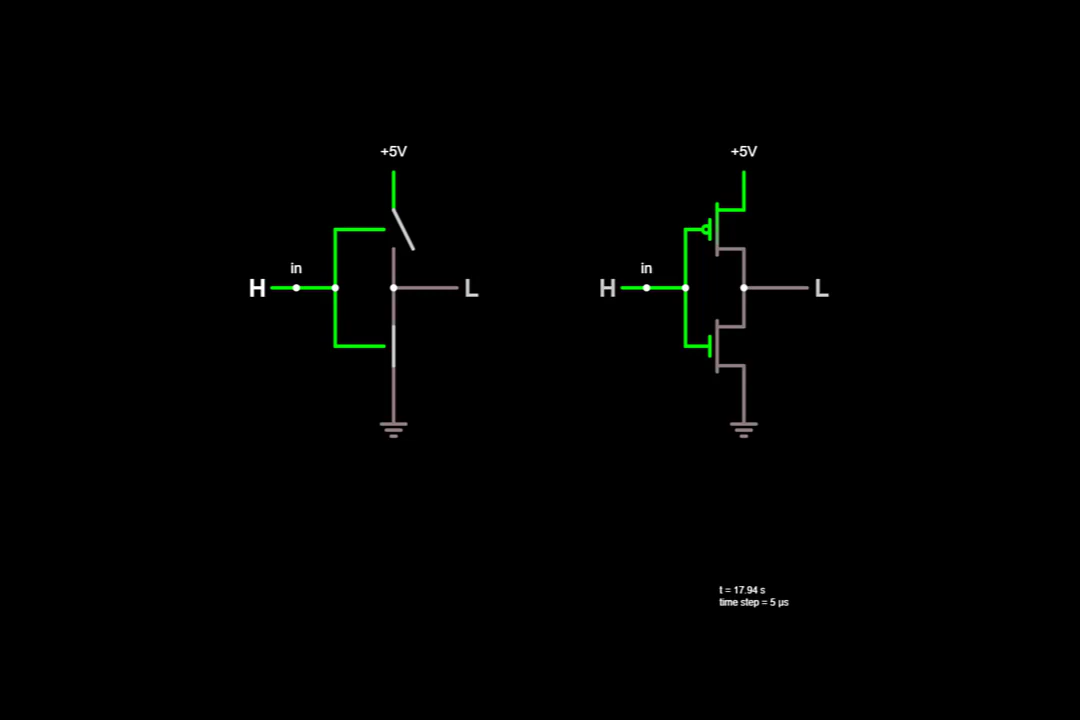 +5V
+5V
in
in
H
L
H
L
t = 17.94 s
time step = 5 µs